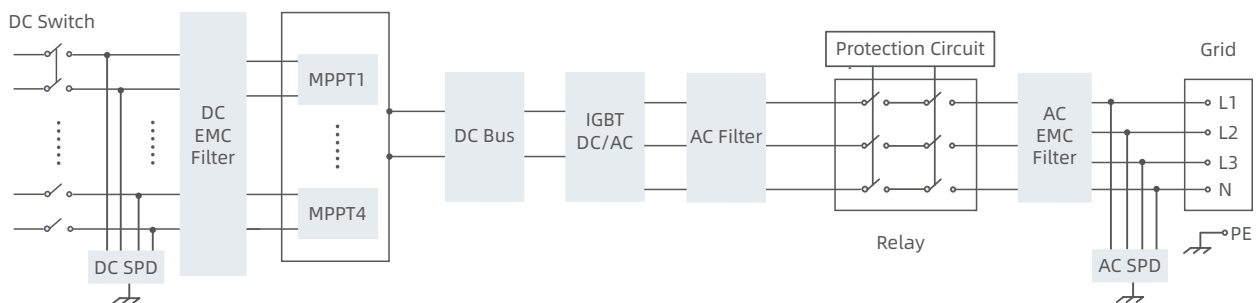 DC Switch
DC SPD
DC
EMC
Filter
MPPT1
MPPT4
DC Bus
IGBT
DC/AC
AC Filter
Protection Circuit
Relay
AC
EMC
Filter
AC SPD
Grid
L1
L2
L3
N
PE